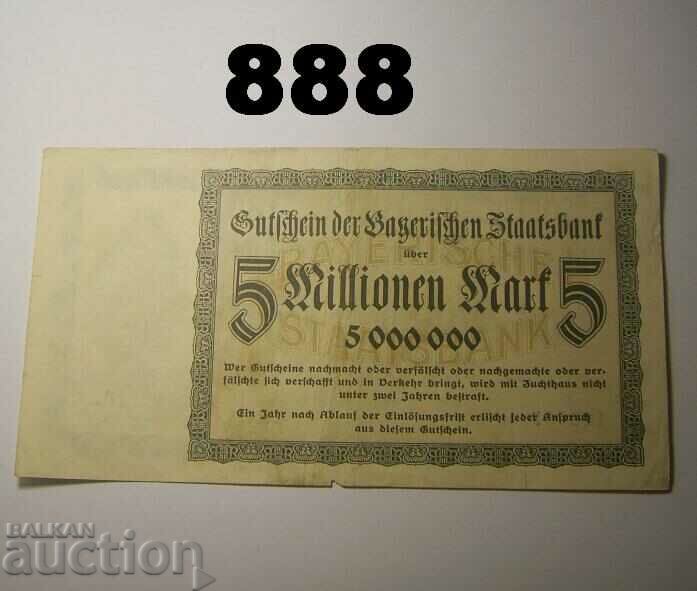 888
Gutschein der Bayerischen Staatsbank
über
BAYERISCHE
5 Millionen Mark 5
5 000 000
STAATSBANK
Wer Gutscheine nachmacht oder verfälscht oder nachgemachte oder ver-
fälschte sich verschafft und in Verkehr bringt, wird mit Zuchthaus nicht
unter zwei Jahren bestraft.
Ein Jahr nach Ablauf der Einlösungsfrist erlischt jeder Anspruch
aus diesem Gutschein.
BALKAN
auction